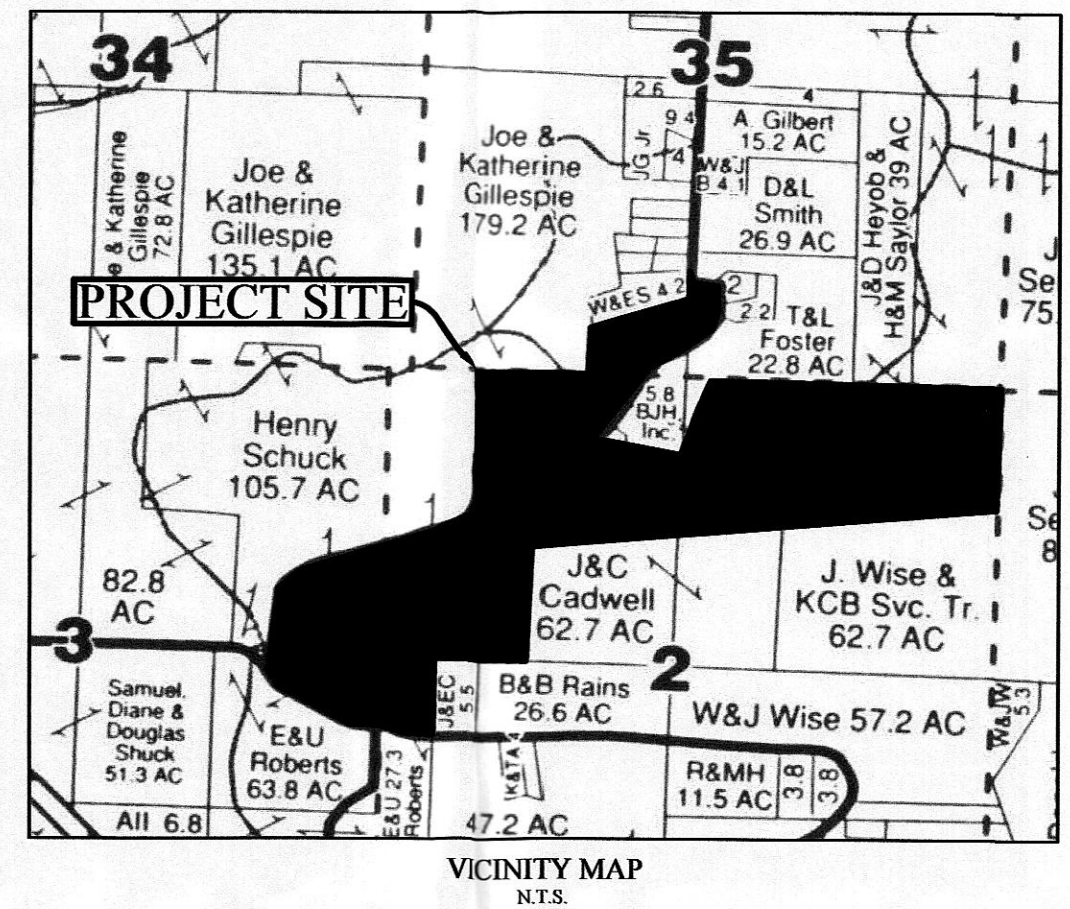 34
35
2.6
4
9 4
A. Gilbert
15.2 AC
Joe &
Katherine
Gillespie
179.2 AC
JG Jr
4
W&J
B 4.1
D&L
Smith
26.9 AC
J&D Heyob &
H&M Saylor 39 AC
e & Katherine
Gillespie
72.8 AC
Joe &
Katherine
Gillespie
135.1 AC
J
Se
75
PROJECT SITE
W&ES 4 2
2
2 2
T&L
Foster
22.8 AC
5.8
BJH,
Inc.
Henry
Schuck
105.7 AC
Se
8
82.8
AC
J&C
Cadwell
62.7 AC
J. Wise &
KCB Svc. Tr.
62.7 AC
3
2
Samuel,
Diane &
Douglas
Shuck
51.3 AC
J&EC
5.5
B&B Rains
26.6 AC
W&J Wise 57.2 AC
W&JW
5.3
E&U
Roberts
63.8 AC
E&U 27.3
Roberts
K&TA 4
R&MH
11.5 AC
3.8
3.8
All 6.8
47.2 AC
VICINITY MAP
N.T.S.